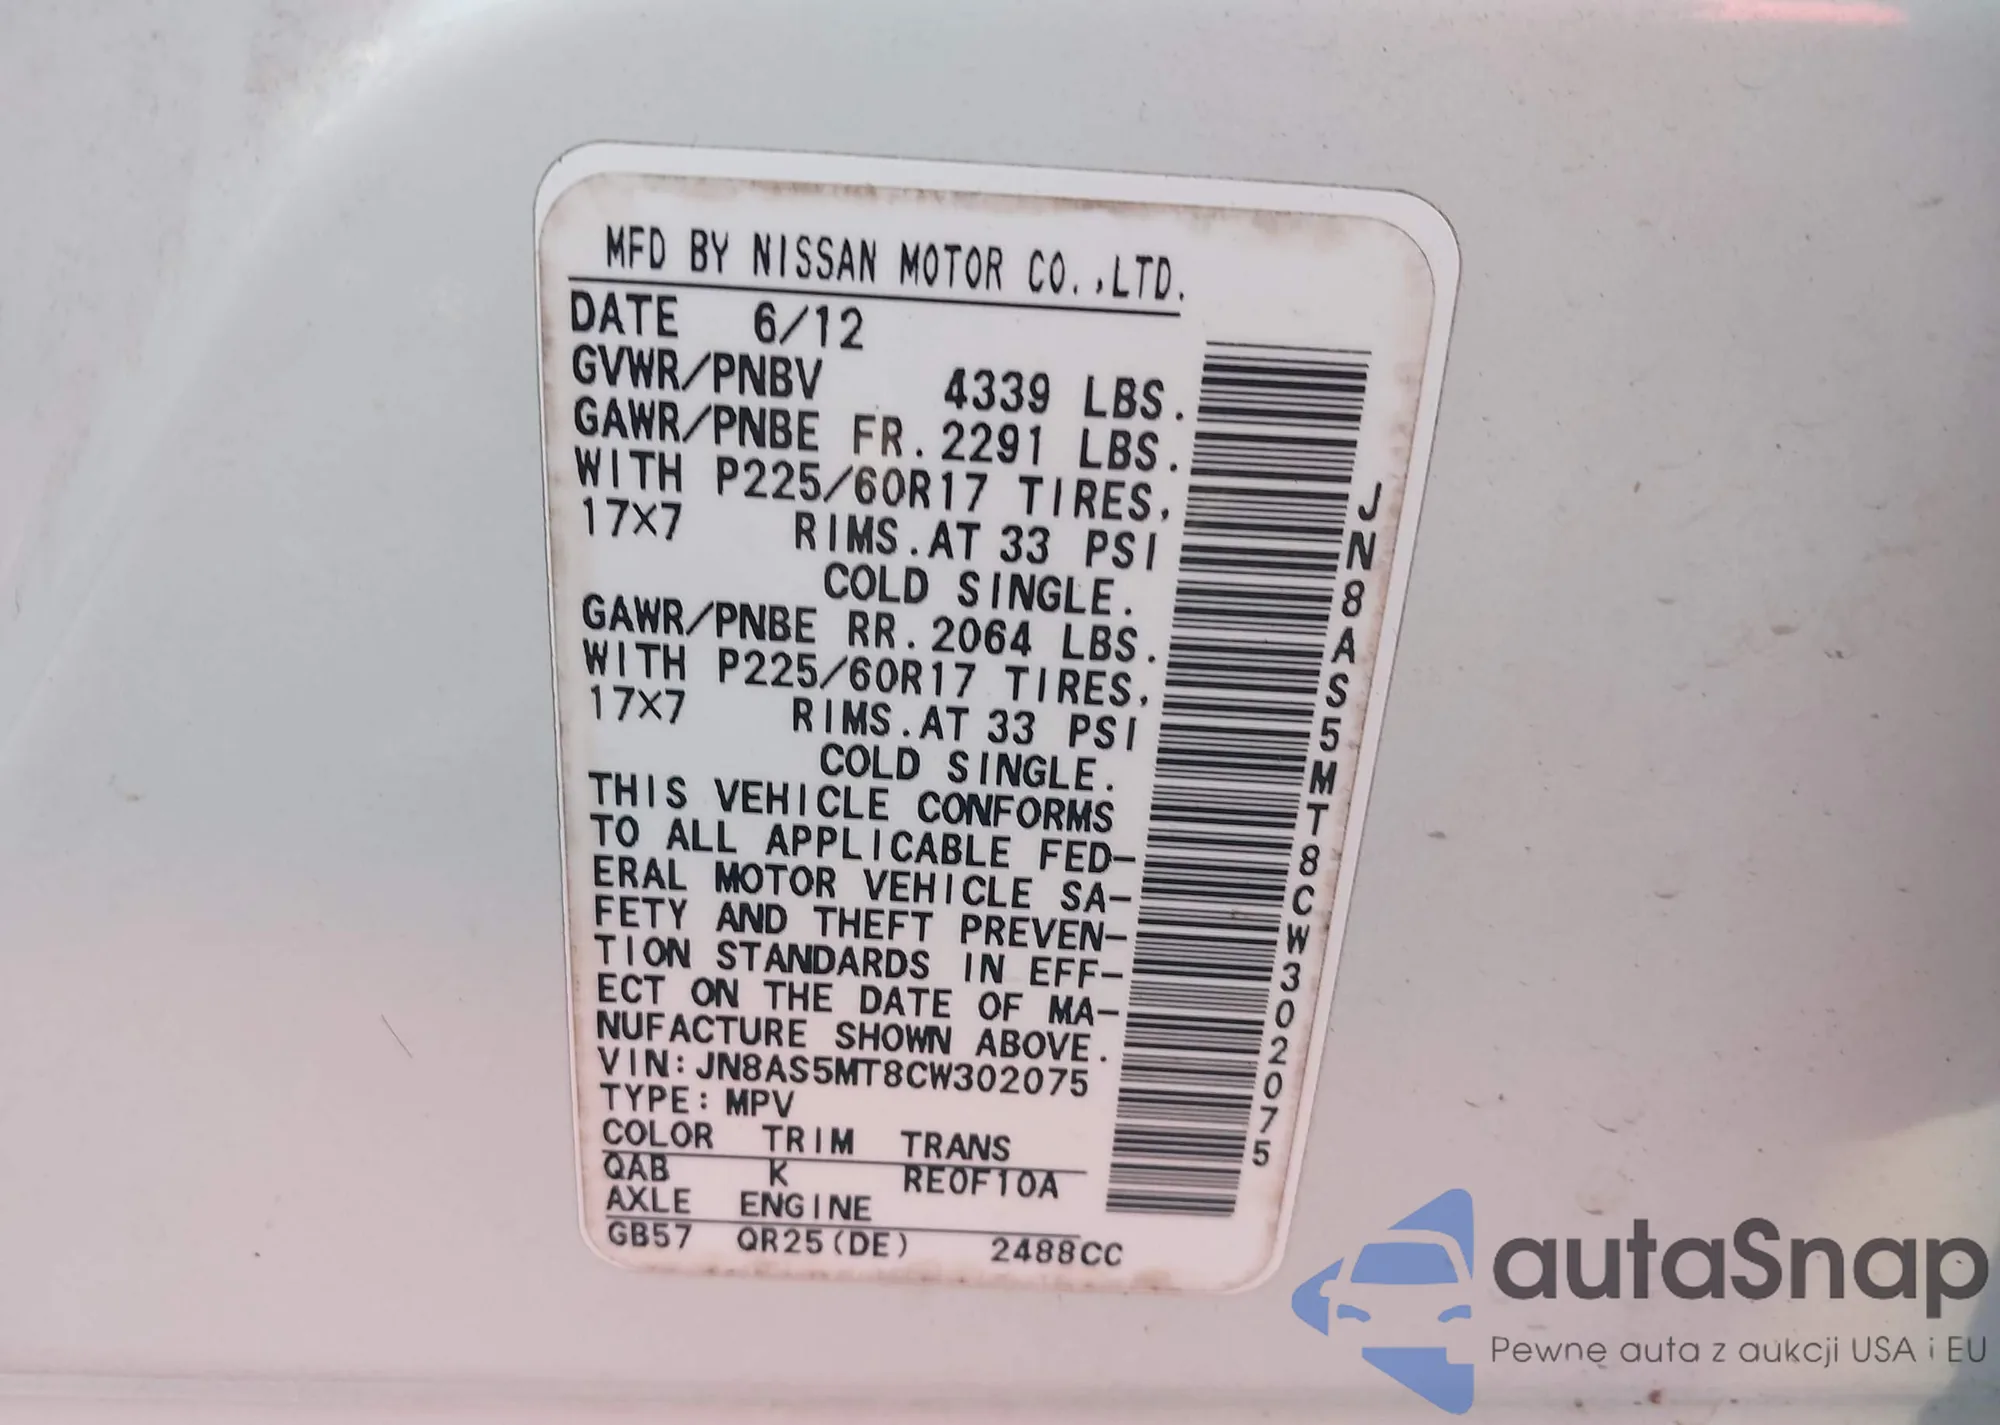 MFD BY NISSAN MOTOR CO.,LTD.
DATE 6/12
GVWR/PNBV 4339 LBS.
GAWR/PNBE FR.2291 LBS.
WITH P225/60R17 TIRES,
17X7 RIMS.AT 33 PSI
COLD SINGLE.
GAWR/PNBE RR.2064 LBS.
WITH P225/60R17 TIRES,
17X7 RIMS.AT 33 PSI
COLD SINGLE.
THIS VEHICLE CONFORMS
TO ALL APPLICABLE FED-
ERAL MOTOR VEHICLE SA-
FETY AND THEFT PREVEN-
TION STANDARDS IN EFF-
ECT ON THE DATE OF MA-
NUFACTURE SHOWN ABOVE.
VIN:JN8AS5MT8CW302075
TYPE:MPV
COLOR TRIM TRANS
QAB K RE0F10A
AXLE ENGINE
GB57 QR25(DE) 2488CC
JN8AS5MT8CW302075
autaSnap
Pewne auta z aukcji USA i EU